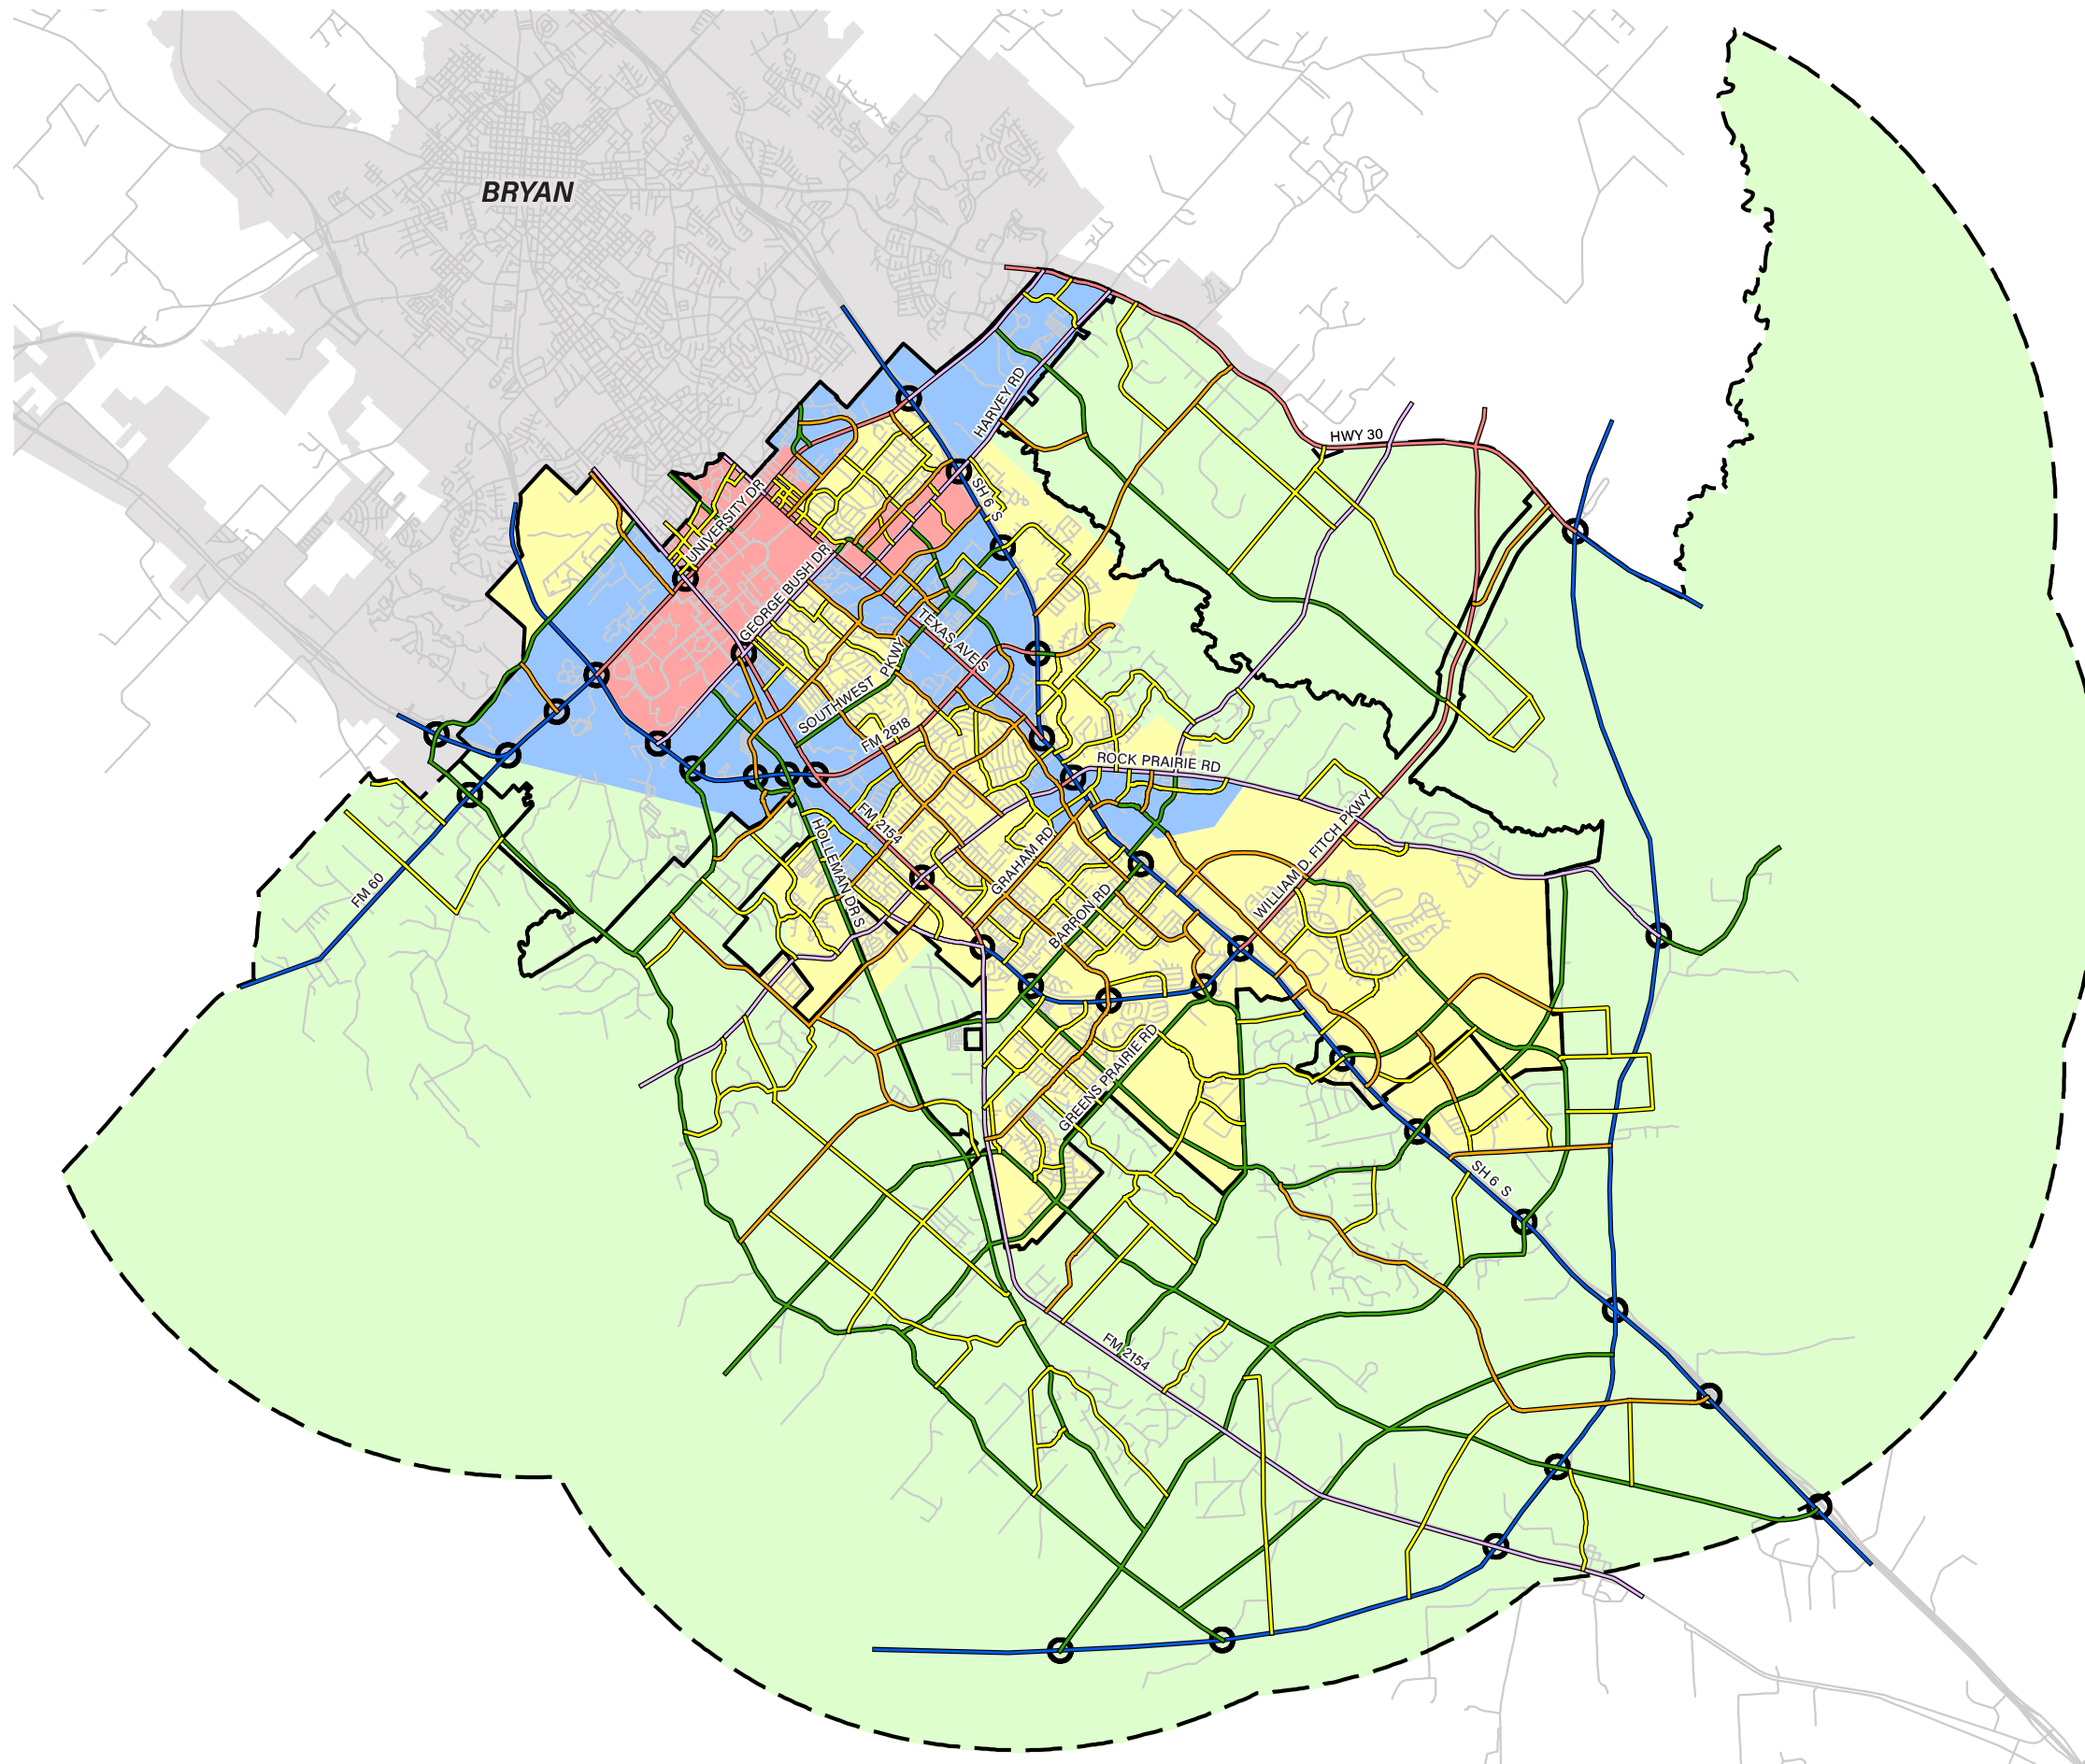 BRYAN
HARVEY RD
HWY 30
SH 6 S
UNIVERSITY DR
GEORGE BUSH DR
TEXAS AVE S
SOUTHWEST PKWY
FM 2818
ROCK PRAIRIE RD
FM 2154
HOLLEMAN DR S
GRAHAM RD
WILLIAM D. FITCH PKWY
FM 60
BARRON RD
GREENS PRAIRIE RD
SH 6 S
FM 2154